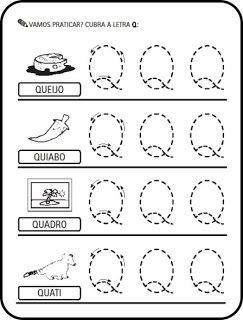 VAMOS PRATICAR? CUBRA A LETRA Q:
Q Q Q
QUEIJO
Q Q Q
QUIABO
Q Q Q
QUADRO
Q Q Q
QUATI